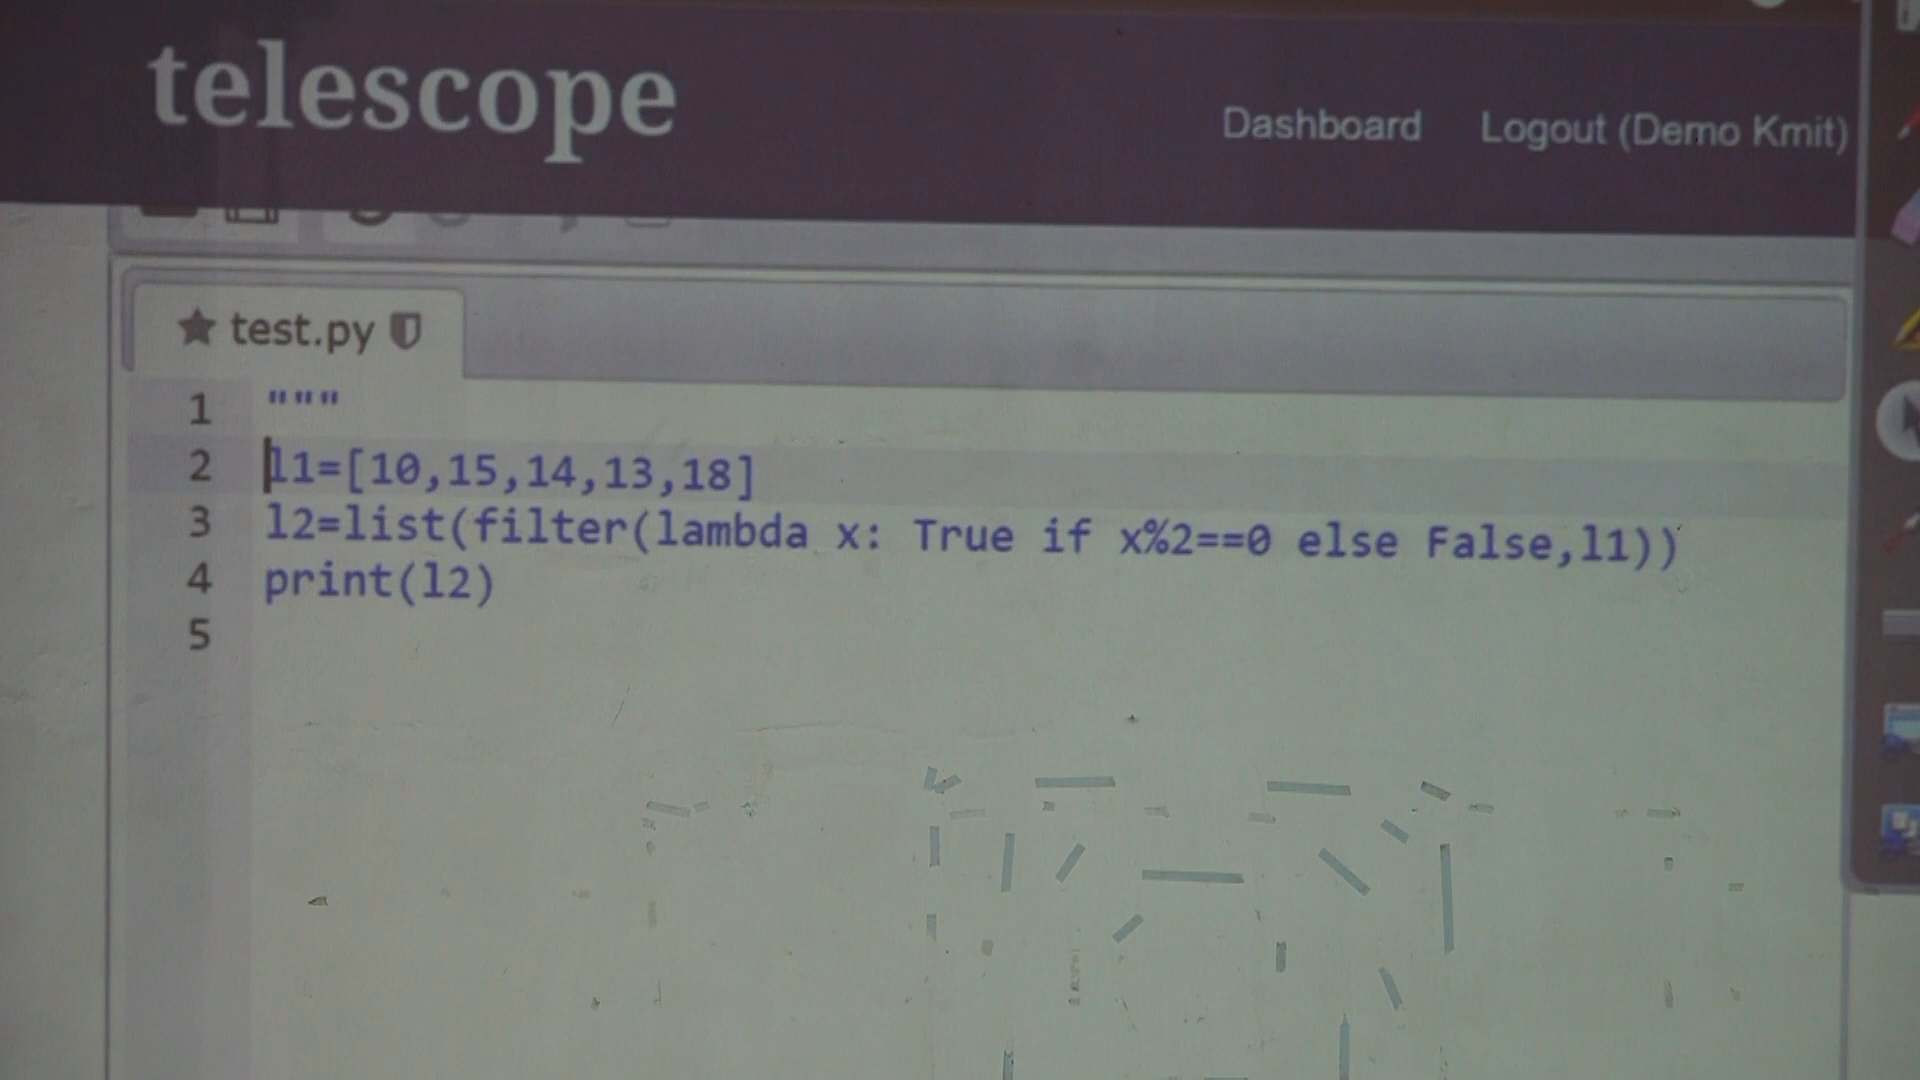 telescope
Dashboard Logout (Demo Kmit)
test.py
1 """
2 l1=[10,15,14,13,18]
3 l2=list(filter(lambda x: True if x%2==0 else False,l1))
4 print(l2)
5